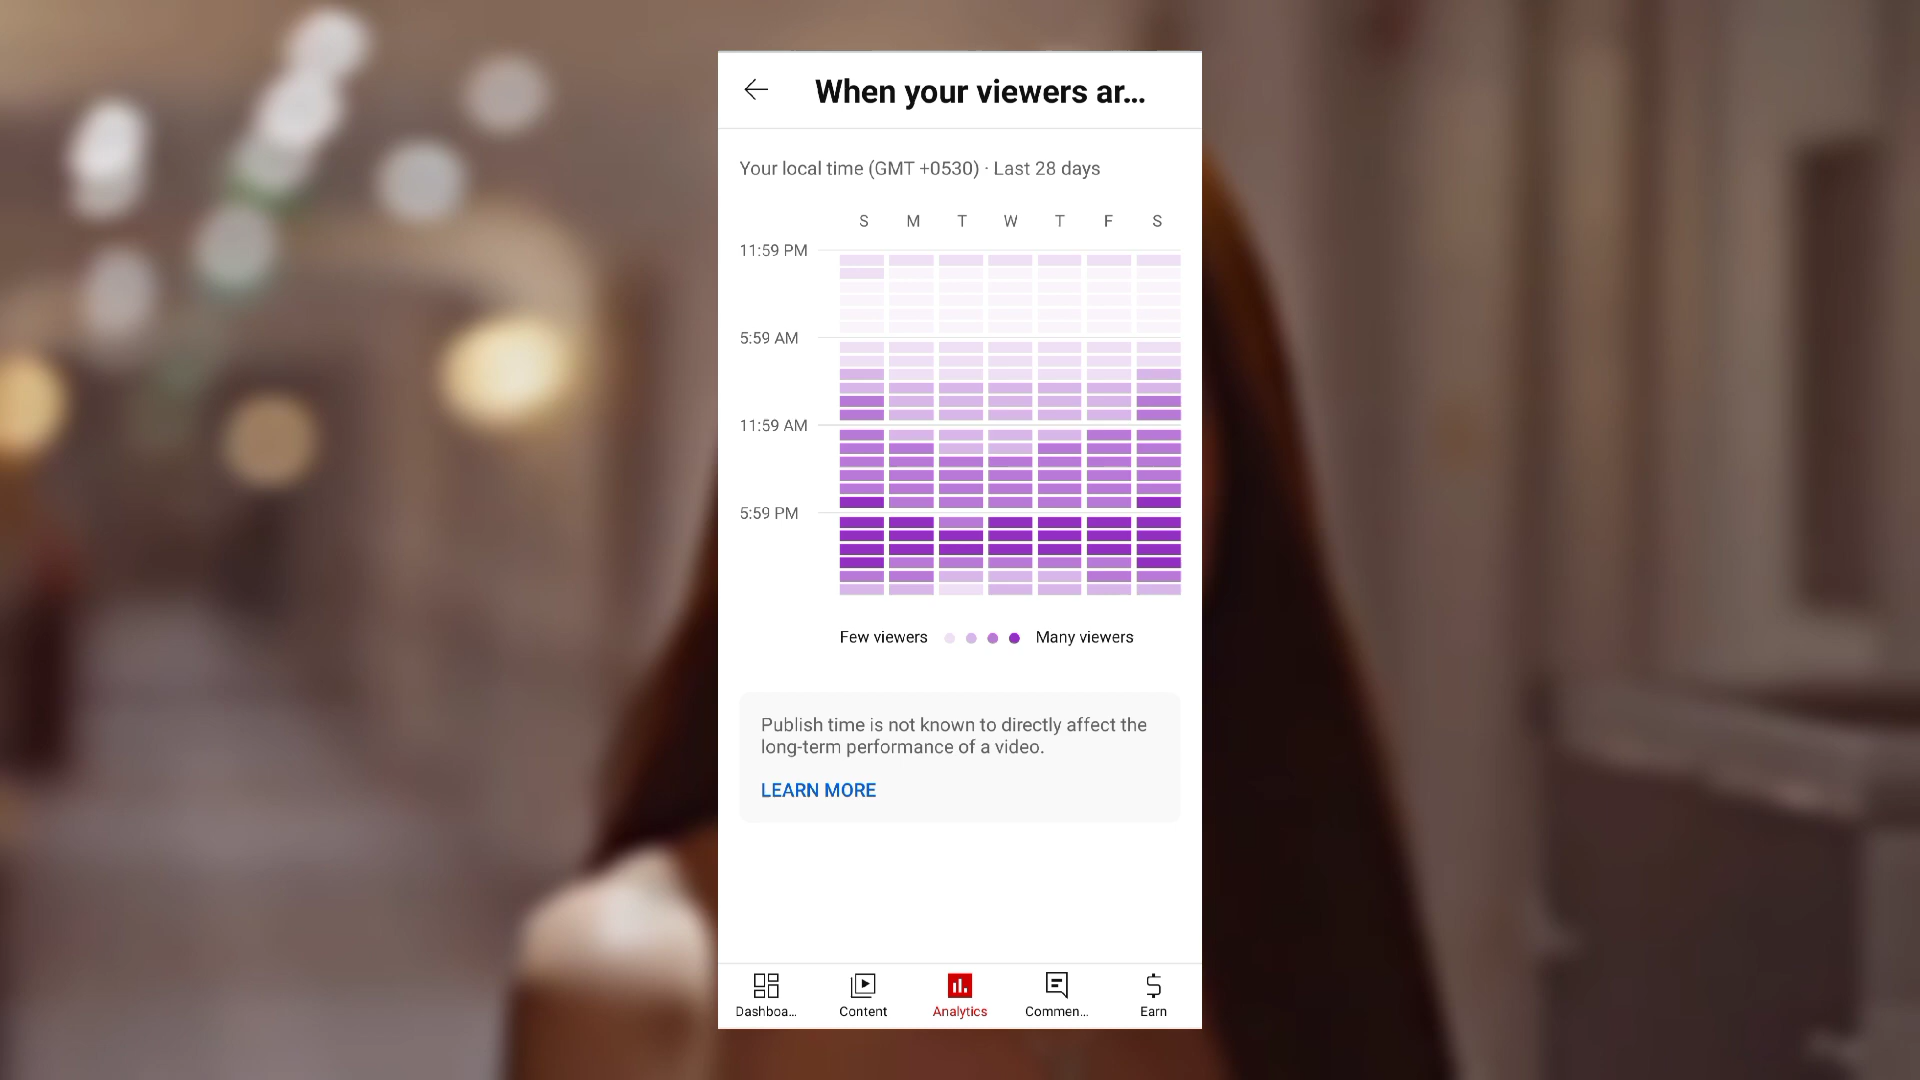 When your viewers ar...
Your local time (GMT +0530) · Last 28 days
S M T W T F S
11:59 PM
5:59 AM
11:59 AM
5:59 PM
Few viewers Many viewers
Publish time is not known to directly affect the
long-term performance of a video.
LEARN MORE
Dashboa... Content Analytics Commen... Earn